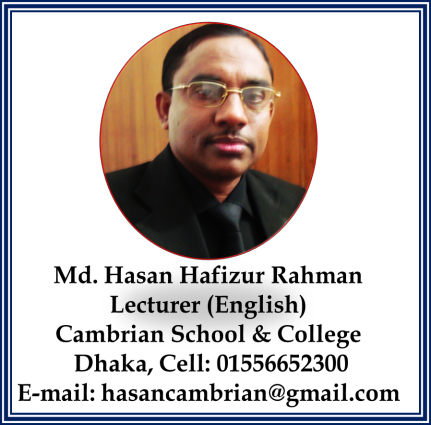 Md. Hasan Hafizur Rahman
Lecturer (English)
Cambrian School & College
Dhaka, Cell: 01556652300
E-mail: hasancambrian@gmail.com